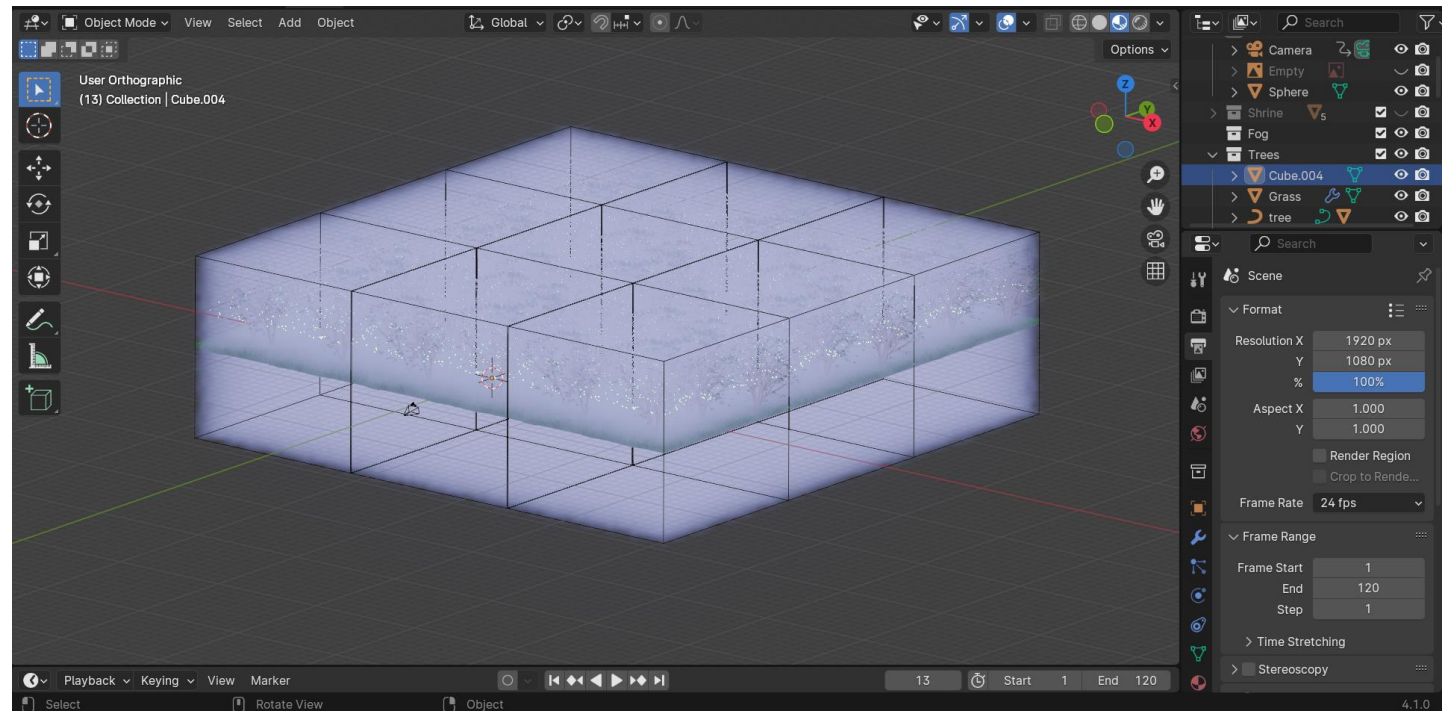 Object Mode View Select Add Object Global Search
Options
User Orthographic
(13) Collection | Cube.004
Z
Y
X
Camera
Empty
Sphere
Shrine 5
Fog
Trees
Cube.004
Grass
tree
Search
Scene
Format
Resolution X 1920 px
Y 1080 px
% 100%
Aspect X 1.000
Y 1.000
Render Region
Crop to Rende...
Frame Rate 24 fps
Frame Range
Frame Start 1
End 120
Step 1
Time Stretching
Stereoscopy
Playback Keying View Marker 13 Start 1 End 120
Select Rotate View Object 4.1.0